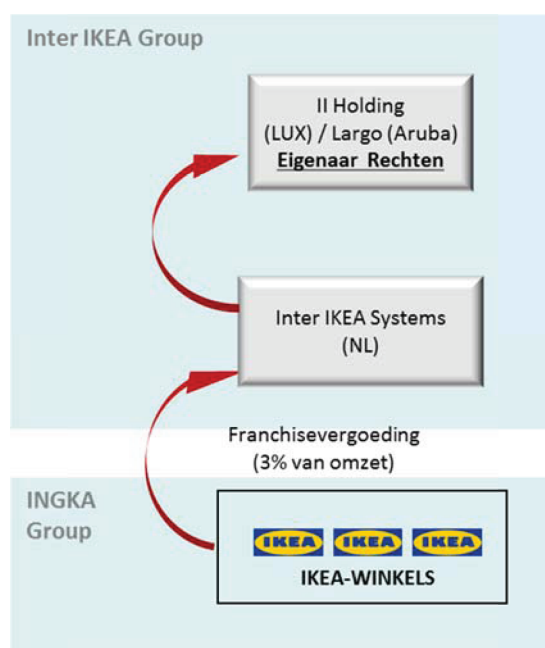 Inter IKEA Group
II Holding
(LUX) / Largo (Aruba)
Eigenaar Rechten
Inter IKEA Systems
(NL)
Franchisevergoeding
(3% van omzet)
INGKA
Group
IKEA IKEA IKEA
IKEA-WINKELS